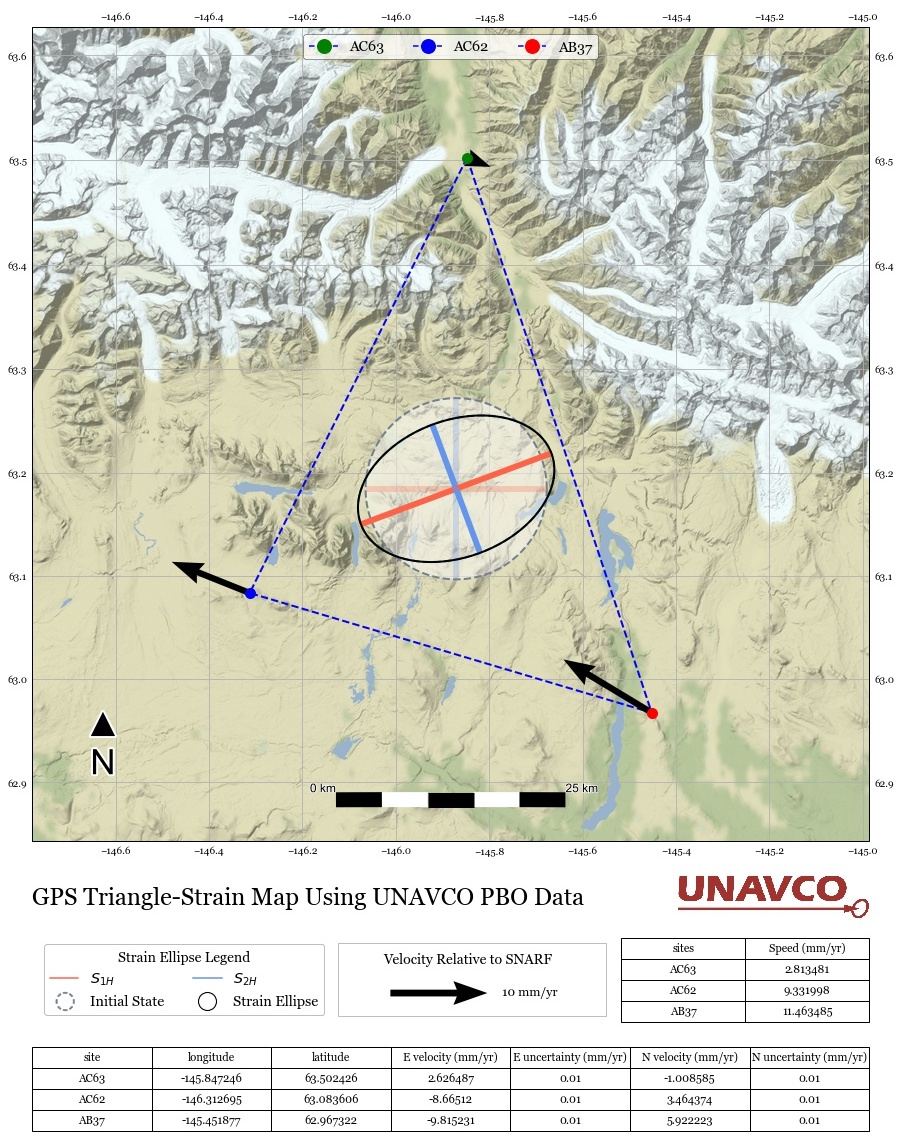 −146.6 −146.4 −146.2 −146.0 −145.8 −145.6 −145.4 −145.2 −145.0
AC63 AC62 AB37
63.6 63.6
63.5 63.5
63.4 63.4
63.3 63.3
63.2 63.2
63.1 63.1
63.0 63.0
N
62.9 62.9
0 km 25 km
−146.6 −146.4 −146.2 −146.0 −145.8 −145.6 −145.4 −145.2 −145.0
GPS Triangle-Strain Map Using UNAVCO PBO Data
UNAVCO
Strain Ellipse Legend
S1H S2H
Initial State Strain Ellipse
Velocity Relative to SNARF
10 mm/yr
sites Speed (mm/yr)
AC63 2.813481
AC62 9.331998
AB37 11.463485
site longitude latitude E velocity (mm/yr) E uncertainty (mm/yr) N velocity (mm/yr) N uncertainty (mm/yr)
AC63 -145.847246 63.502426 2.626487 0.01 -1.008585 0.01
AC62 -146.312695 63.083606 -8.66512 0.01 3.464374 0.01
AB37 -145.451877 62.967322 -9.815231 0.01 5.922223 0.01